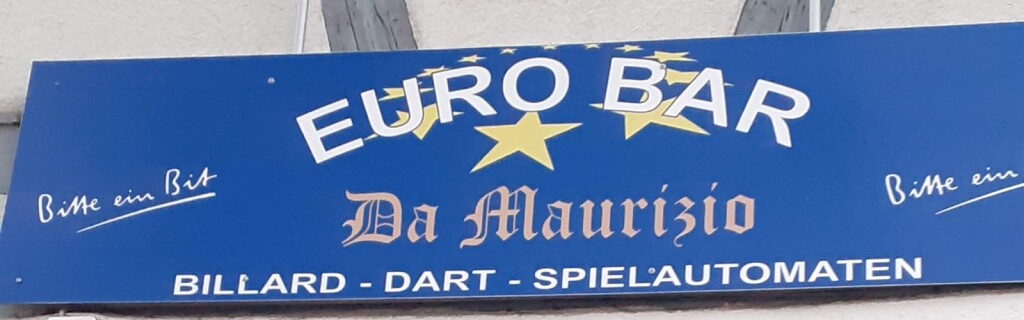 EURO BAR
Bitte ein Bit
Bitte ein
Da Maurizio
BILLARD - DART - SPIELAUTOMATEN